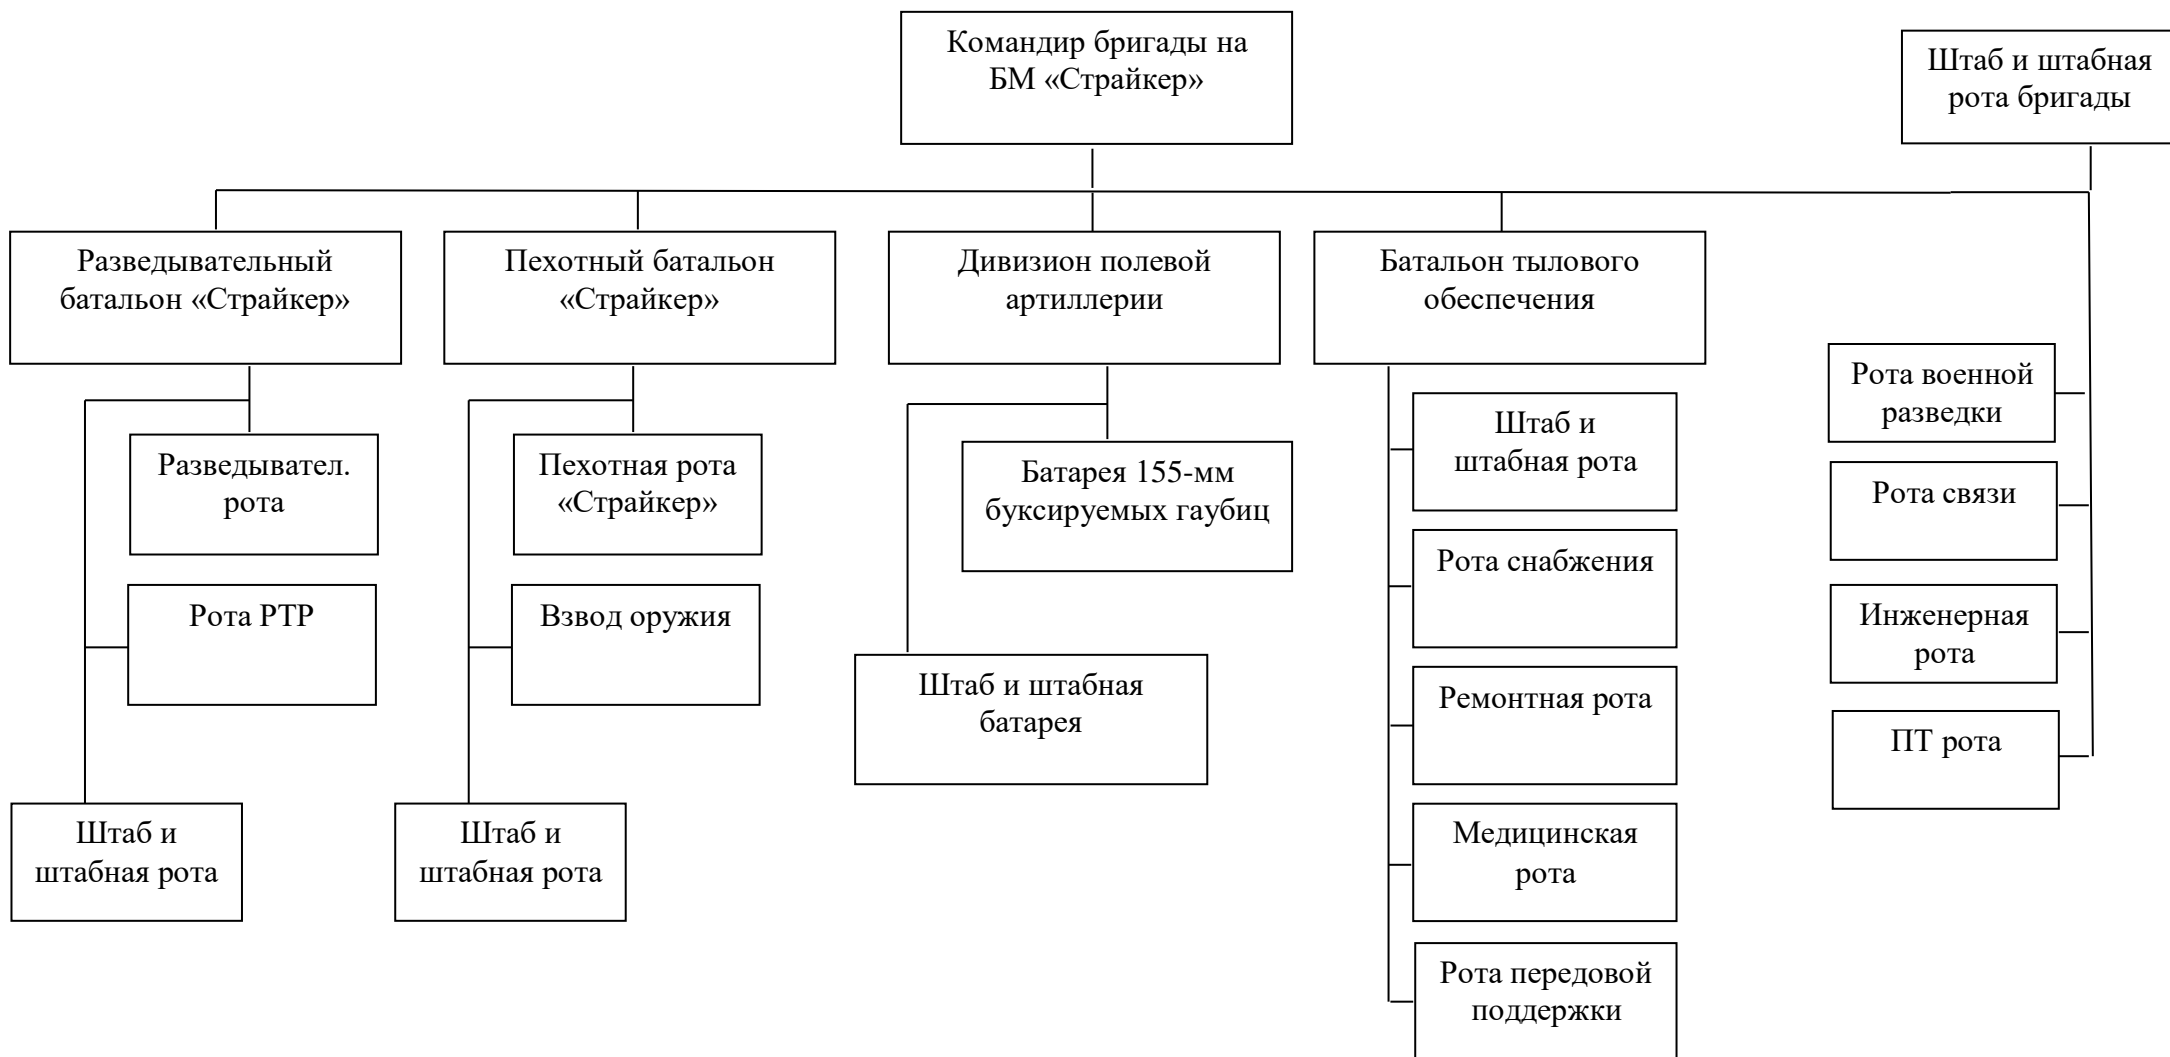 Командир бригады на
БМ «Страйкер»
Штаб и штабная
рота бригады
Разведывательный
батальон «Страйкер»
Пехотный батальон
«Страйкер»
Дивизион полевой
артиллерии
Батальон тылового
обеспечения
Разведывател.
рота
Рота РТР
Штаб и
штабная рота
Пехотная рота
«Страйкер»
Взвод оружия
Штаб и
штабная рота
Батарея 155-мм
буксируемых гаубиц
Штаб и штабная
батарея
Штаб и
штабная рота
Рота снабжения
Ремонтная рота
Медицинская
рота
Рота передовой
поддержки
Рота военной
разведки
Рота связи
Инженерная
рота
ПТ рота